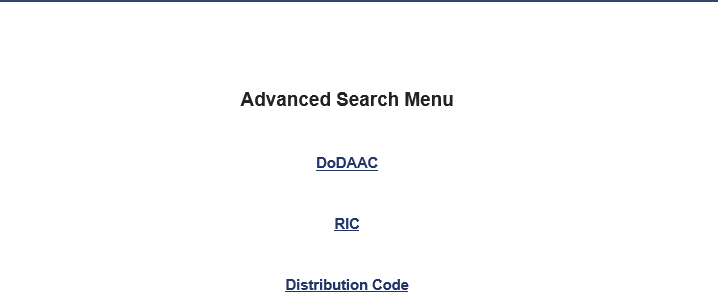 Advanced Search Menu
DoDAAC
RIC
Distribution Code